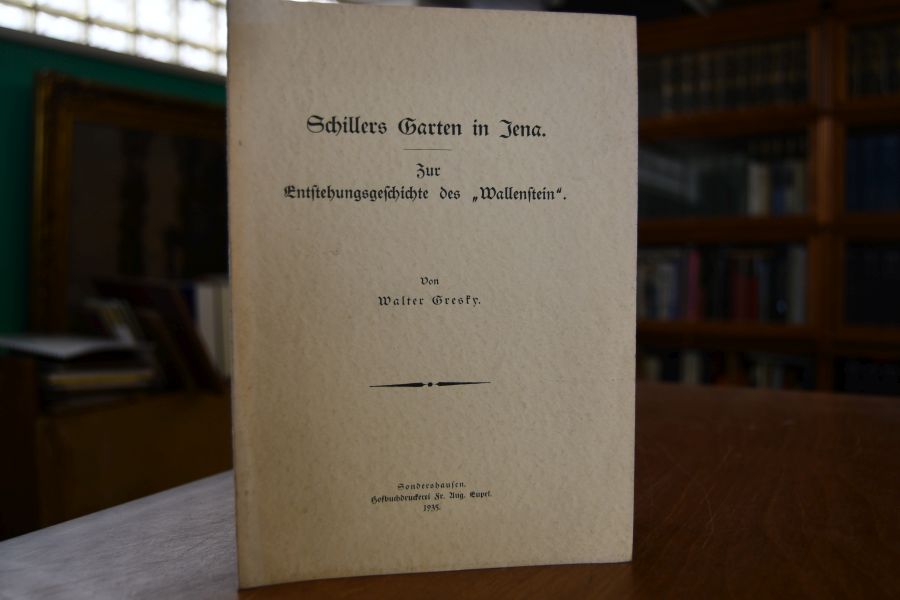 Schillers Garten in Jena.
Zur
Entſtehungsgeſchichte des „Wallenſtein“.
Von
Walter Gresky.
Sondershauſen.
Hofbuchdruckerei Fr. Aug. Eupel.
1935.